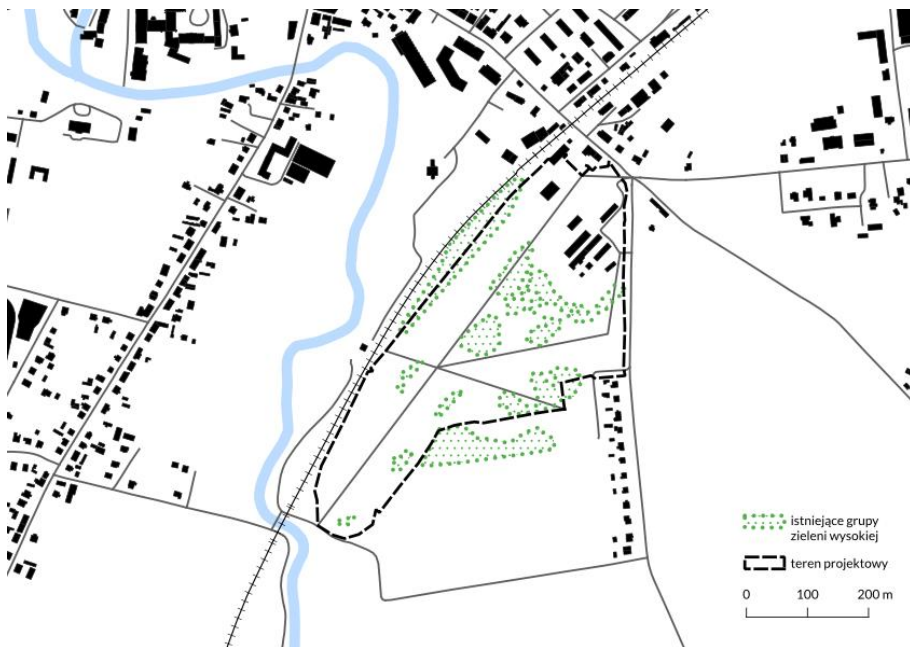 istniejące grupy
zieleni wysokiej
teren projektowy
0 100 200 m